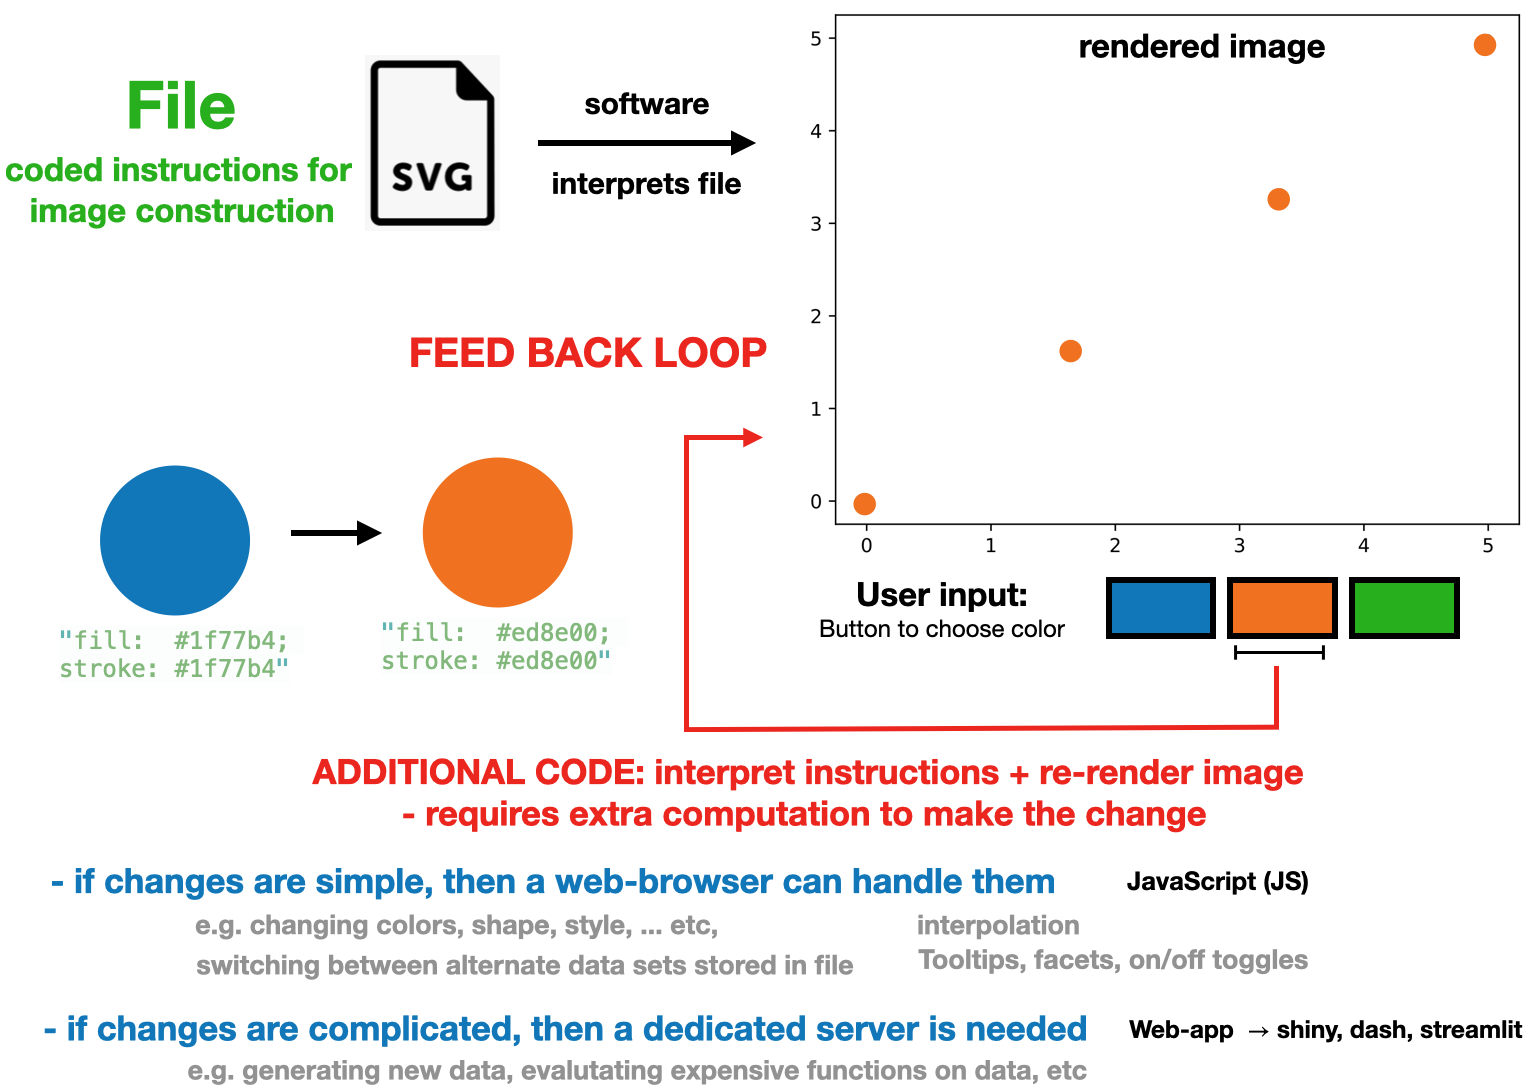 File
coded instructions for
image construction
SVG
software
interprets file
rendered image
5
4
3
2
1
0
0 1 2 3 4 5
FEED BACK LOOP
"fill:  #1f77b4;
stroke: #1f77b4"
"fill:  #ed8e00;
stroke: #ed8e00"
User input:
Button to choose color
ADDITIONAL CODE: interpret instructions + re-render image
- requires extra computation to make the change
- if changes are simple, then a web-browser can handle them JavaScript (JS)
e.g. changing colors, shape, style, ... etc, interpolation
switching between alternate data sets stored in file Tooltips, facets, on/off toggles
- if changes are complicated, then a dedicated server is needed Web-app → shiny, dash, streamlit
e.g. generating new data, evalutating expensive functions on data, etc